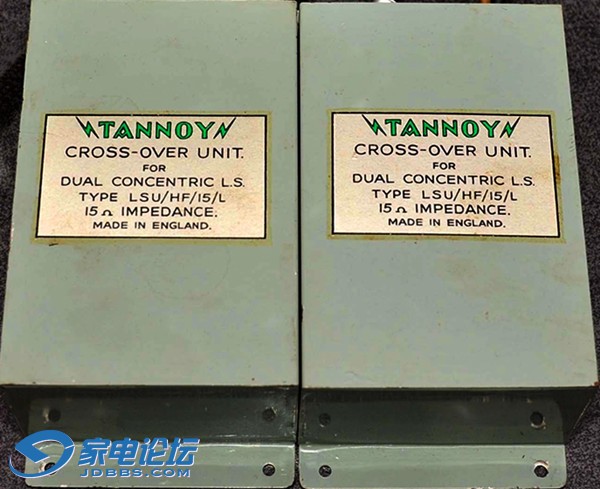 TANNOY
CROSS-OVER UNIT.
FOR
DUAL CONCENTRIC L.S.
TYPE LSU/HF/15/L
15 Ω IMPEDANCE.
MADE IN ENGLAND.
TANNOY
CROSS-OVER UNIT.
FOR
DUAL CONCENTRIC L.S.
TYPE LSU/HF/15/L
15 Ω IMPEDANCE.
MADE IN ENGLAND.
家电论坛
JDBBS.COM